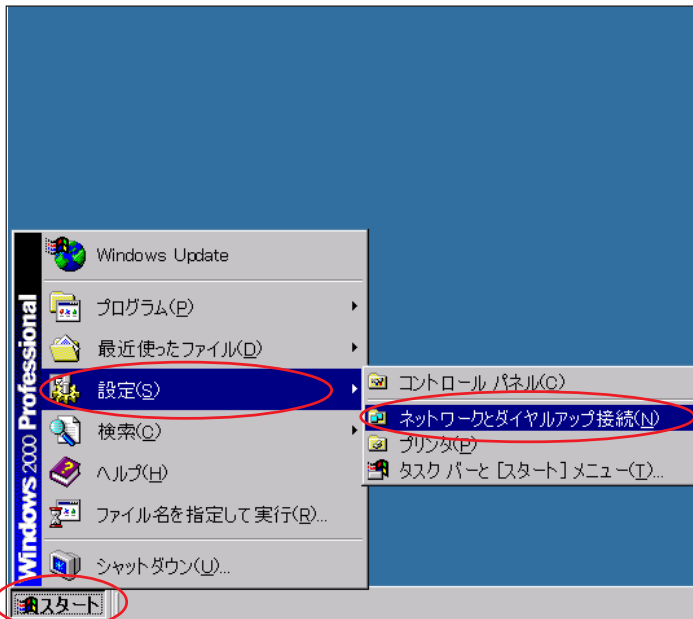 Windows 2000 Professional
Windows Update
プログラム(P)
最近使ったファイル(D)
設定(S)
検索(C)
ヘルプ(H)
ファイル名を指定して実行(R)...
シャットダウン(U)...
コントロール パネル(C)
ネットワークとダイヤルアップ接続(N)
プリンタ(P)
タスク バーと [スタート] メニュー(T)...
スタート